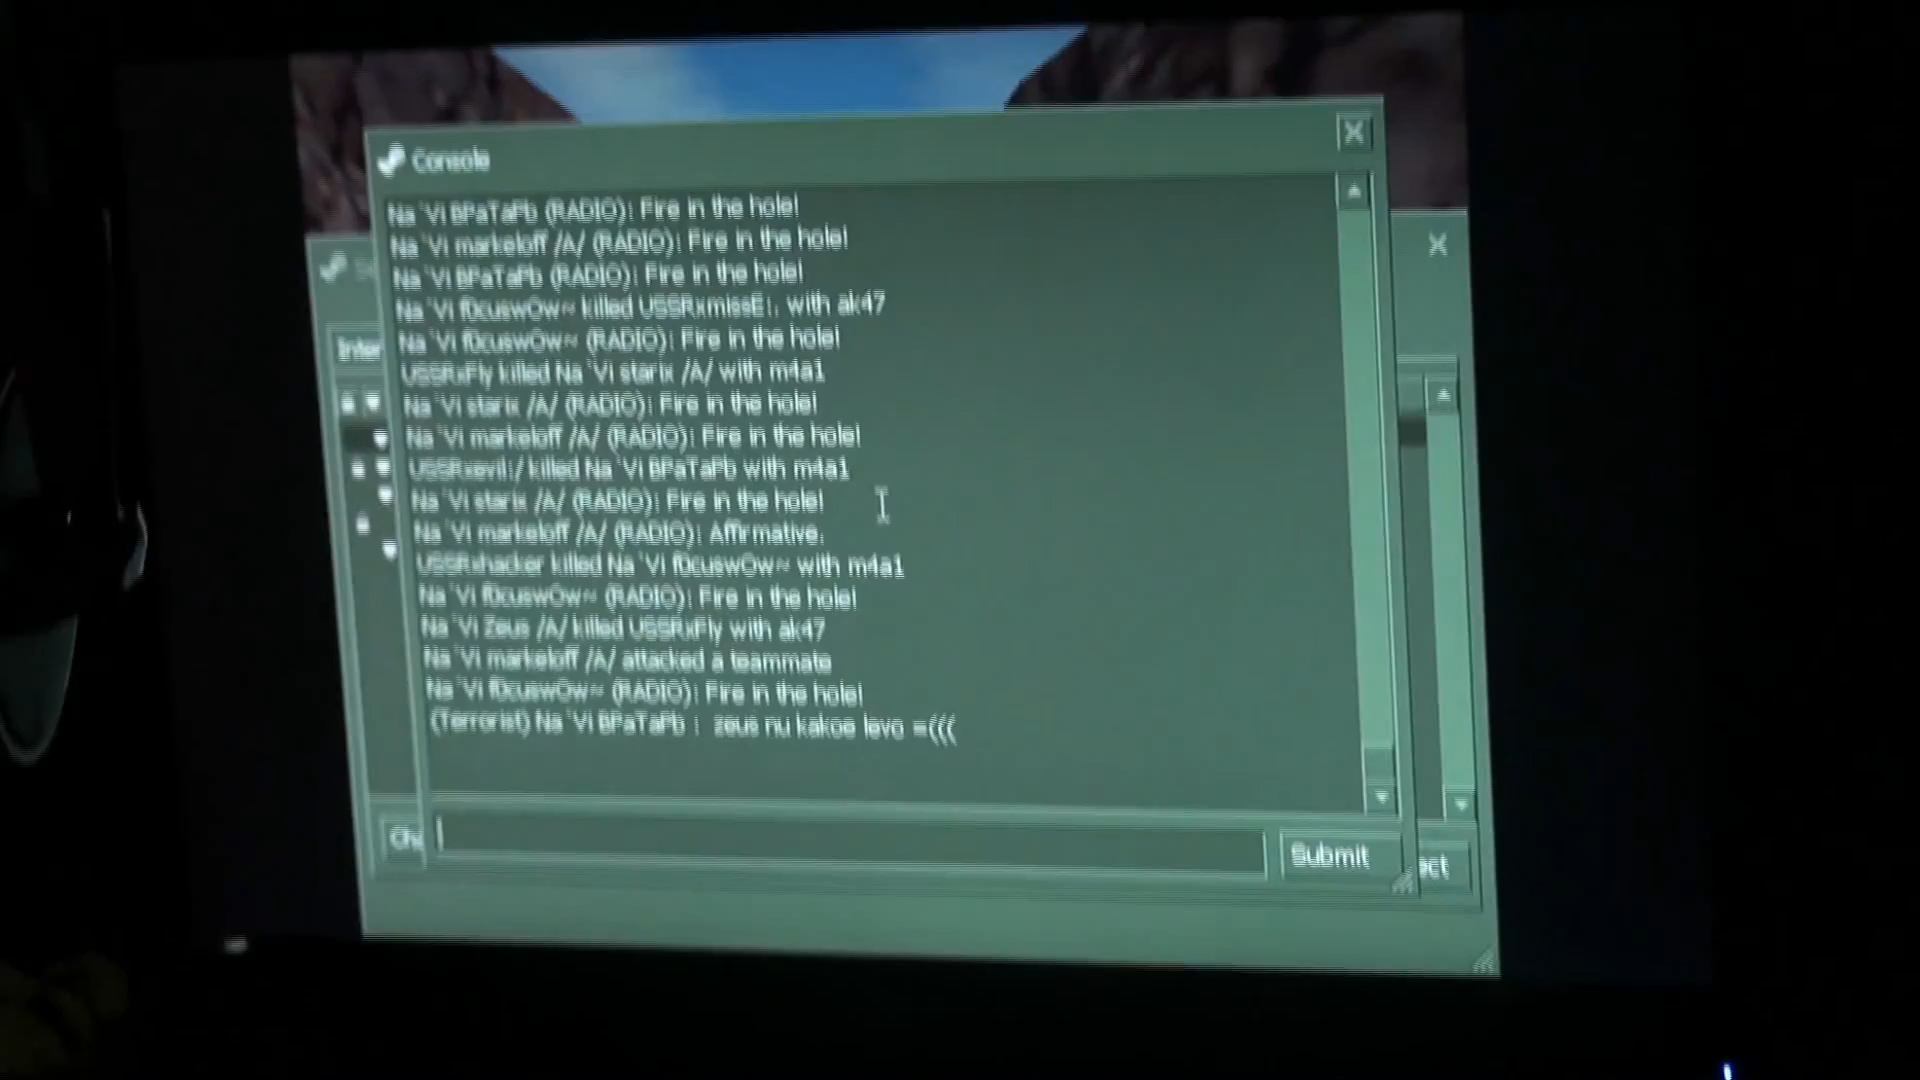 Console
Na`Vi BPaTaPb (RADIO): Fire in the hole!
Na`Vi markeloff /A/ (RADIO): Fire in the hole!
Na`Vi BPaTaPb (RADIO): Fire in the hole!
Na`Vi f0cuswOw~ killed USSRxmissE:. with ak47
Na`Vi f0cuswOw~ (RADIO): Fire in the hole!
USSRxFly killed Na`Vi starix /A/ with m4a1
Na`Vi starix /A/ (RADIO): Fire in the hole!
Na`Vi markeloff /A/ (RADIO): Fire in the hole!
USSRxevil:/ killed Na`Vi BPaTaPb with m4a1
Na`Vi starix /A/ (RADIO): Fire in the hole!
Na`Vi markeloff /A/ (RADIO): Affirmative.
USSRxhacker killed Na`Vi f0cuswOw~ with m4a1
Na`Vi f0cuswOw~ (RADIO): Fire in the hole!
Na`Vi Zeus /A/ killed USSRxFly with ak47
Na`Vi markeloff /A/ attacked a teammate
Na`Vi f0cuswOw~ (RADIO): Fire in the hole!
(Terrorist) Na`Vi BPaTaPb : zeus nu kakoe levo =(((
Submit